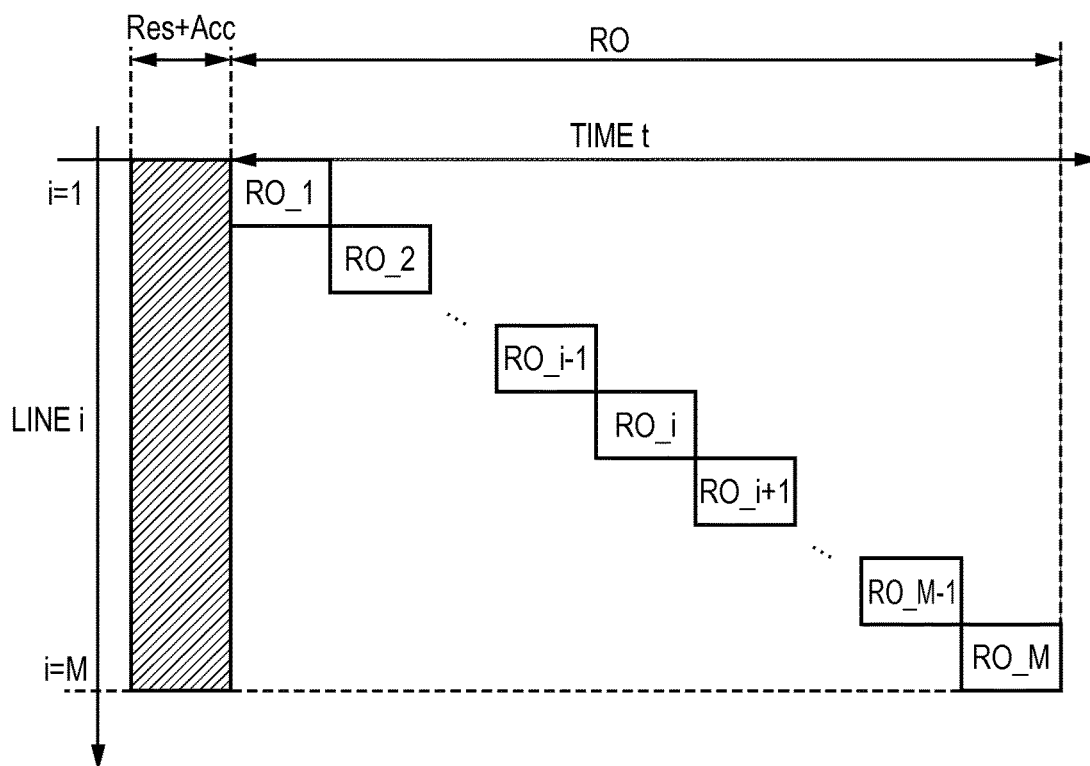 Res+Acc
RO
TIME t
i=1
RO_1
RO_2
...
RO_i-1
LINE i
RO_i
RO_i+1
...
RO_M-1
i=M
RO_M